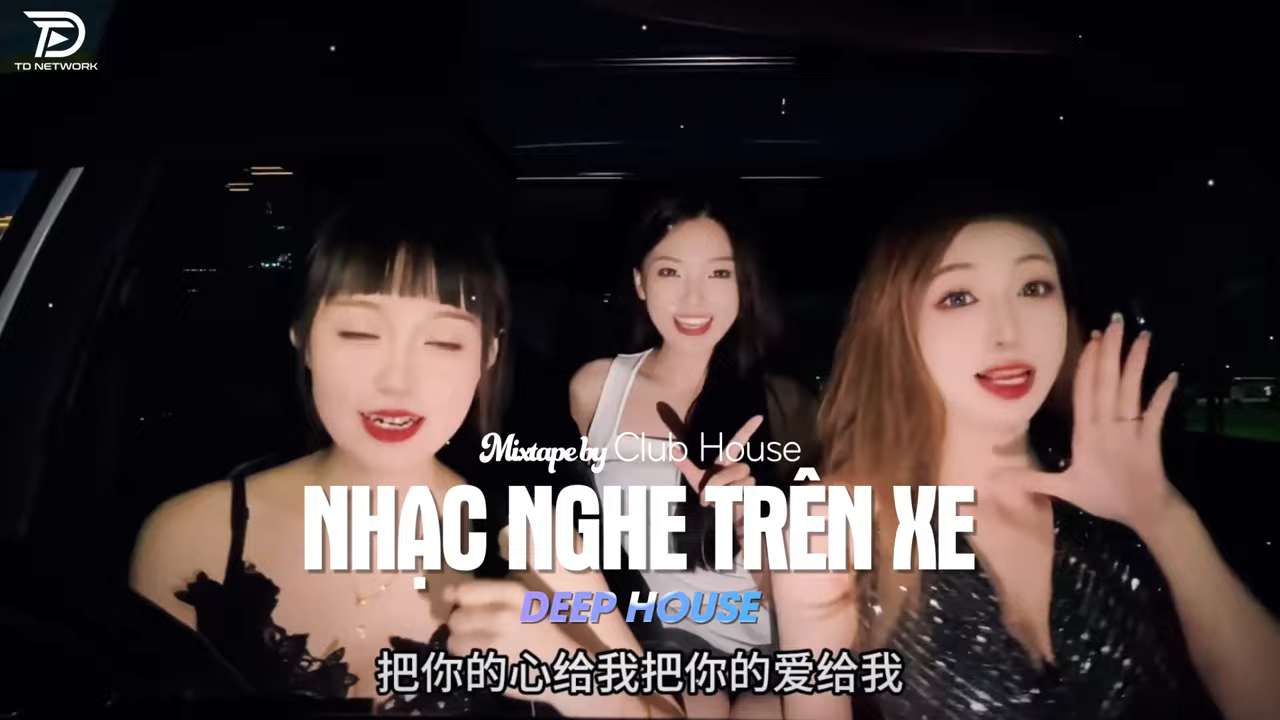 TD NETWORK
Mixtape by Club House
NHẠC NGHE TRÊN XE
DEEP HOUSE
把你的心给我把你的爱给我